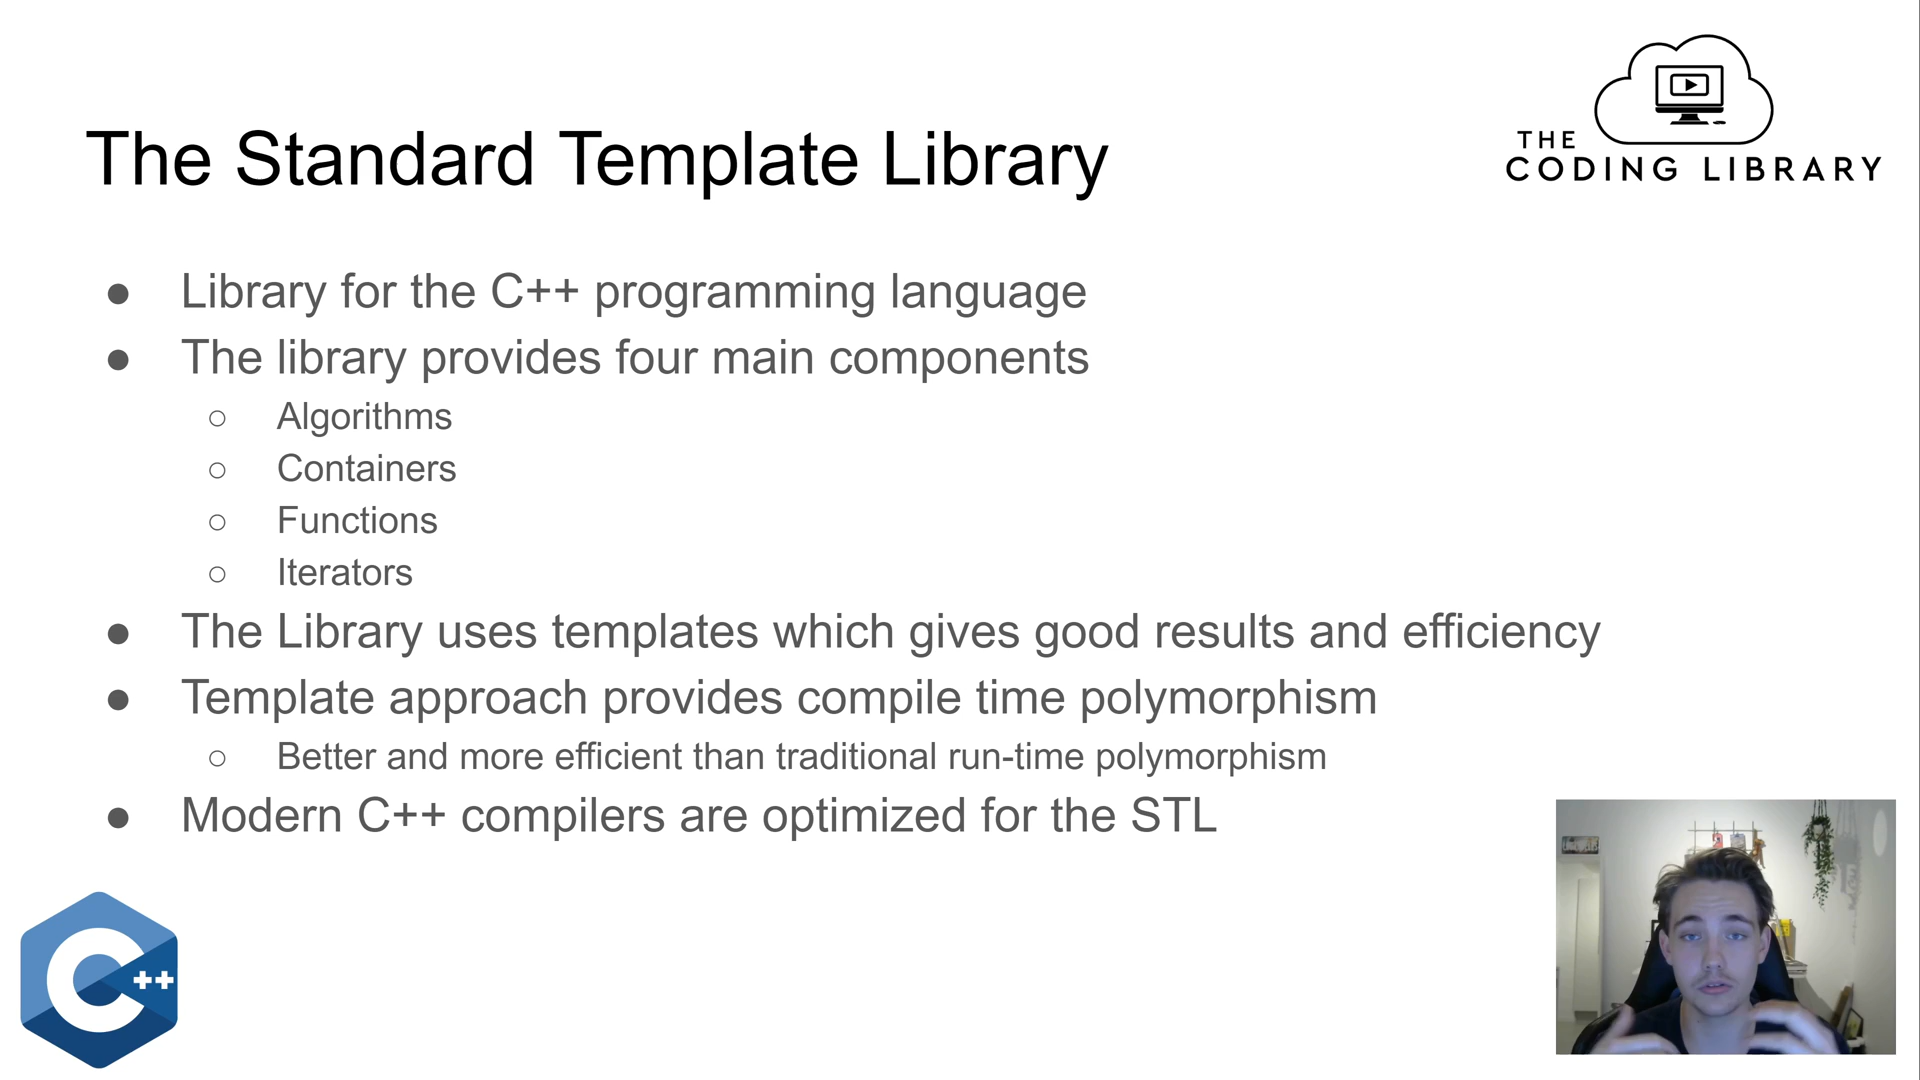 THE
CODING LIBRARY
The Standard Template Library
● Library for the C++ programming language
● The library provides four main components
○ Algorithms
○ Containers
○ Functions
○ Iterators
● The Library uses templates which gives good results and efficiency
● Template approach provides compile time polymorphism
○ Better and more efficient than traditional run-time polymorphism
● Modern C++ compilers are optimized for the STL
C++